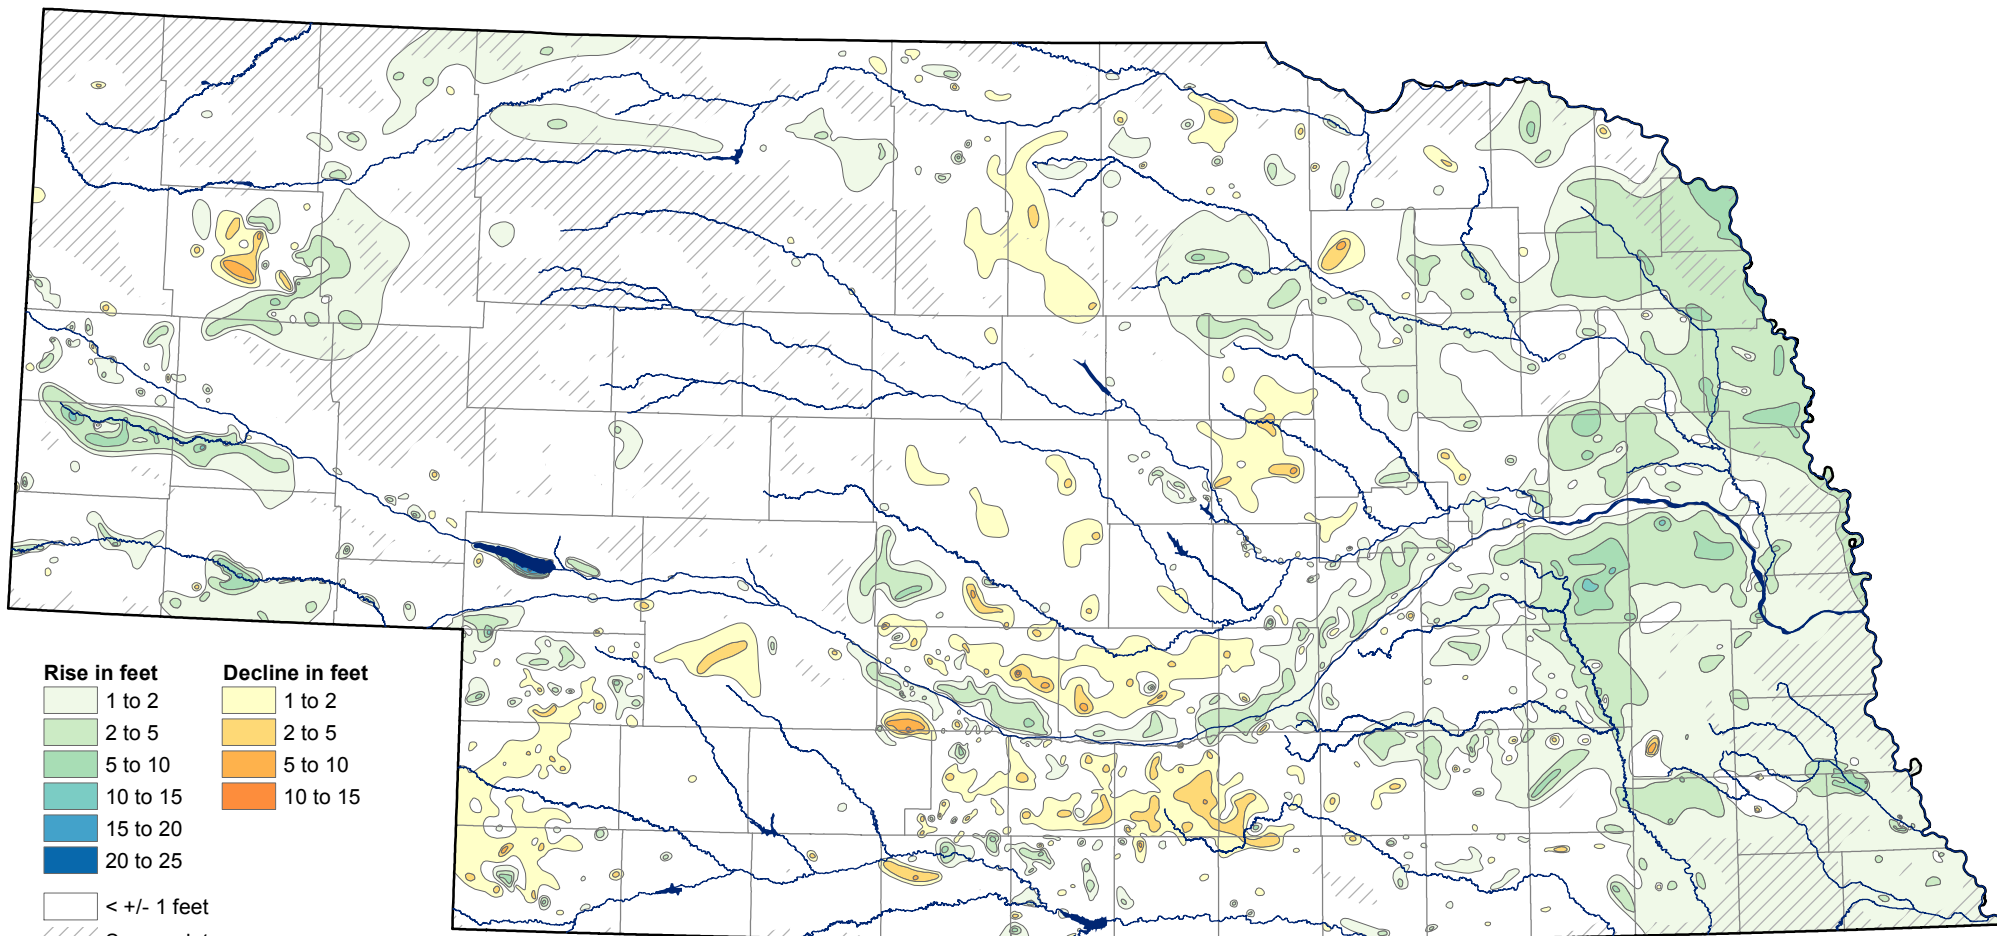 Rise in feet
1 to 2
2 to 5
5 to 10
10 to 15
15 to 20
20 to 25
< +/- 1 feet
Decline in feet
1 to 2
2 to 5
5 to 10
10 to 15